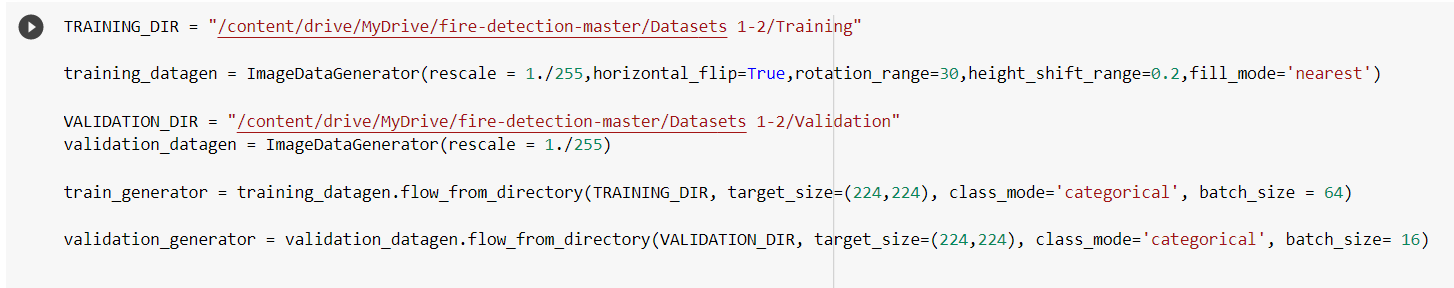 TRAINING_DIR = "/content/drive/MyDrive/fire-detection-master/Datasets 1-2/Training"
training_datagen = ImageDataGenerator(rescale = 1./255,horizontal_flip=True,rotation_range=30,height_shift_range=0.2,fill_mode='nearest')
VALIDATION_DIR = "/content/drive/MyDrive/fire-detection-master/Datasets 1-2/Validation"
validation_datagen = ImageDataGenerator(rescale = 1./255)
train_generator = training_datagen.flow_from_directory(TRAINING_DIR, target_size=(224,224), class_mode='categorical', batch_size = 64)
validation_generator = validation_datagen.flow_from_directory(VALIDATION_DIR, target_size=(224,224), class_mode='categorical', batch_size= 16)